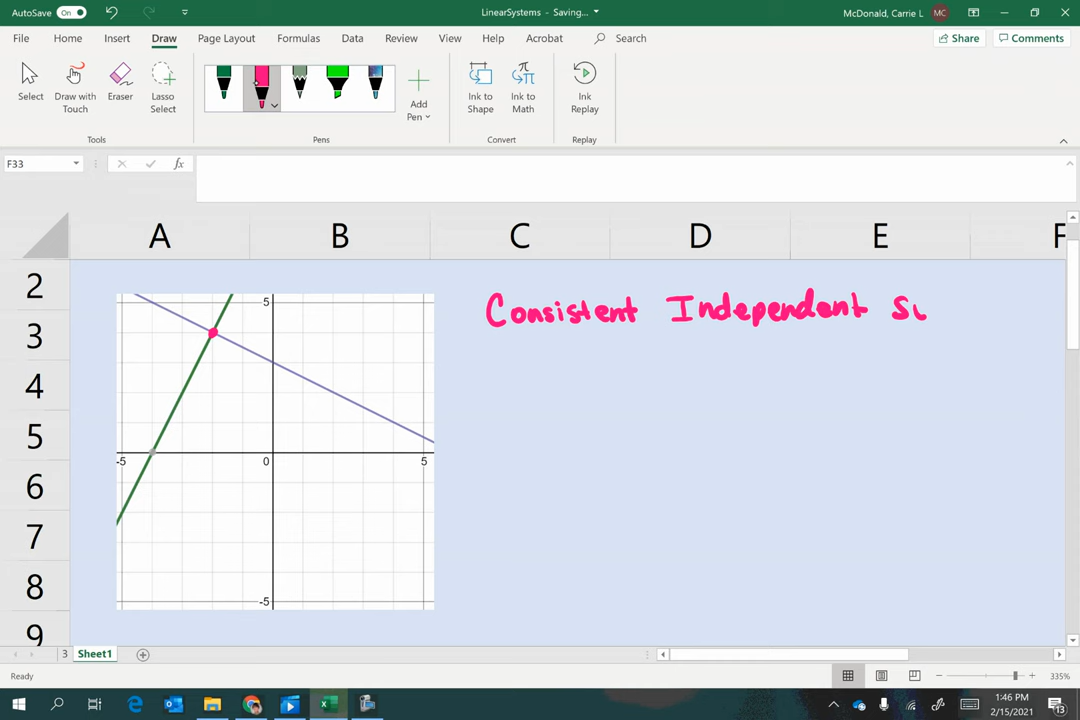 AutoSave On
LinearSystems - Saving...
McDonald, Carrie L MC
File Home Insert Draw Page Layout Formulas Data Review View Help Acrobat Search Share Comments
Select
Draw with Touch
Eraser
Lasso Select
Add Pen
Ink to Shape
Ink to Math
Ink Replay
Tools Pens Convert Replay
F33 fx
A B C D E F
2
3
4
5
6
7
8
9
Consistent Independent
5
-5 0 5
-5
3 Sheet1
Ready 335%
1:46 PM
2/15/2021
13